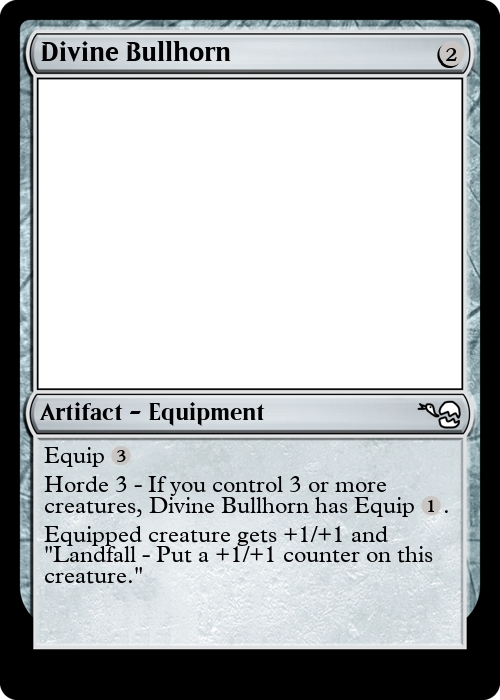 Divine Bullhorn 2
Artifact - Equipment
Equip 3
Horde 3 - If you control 3 or more
creatures, Divine Bullhorn has Equip 1.
Equipped creature gets +1/+1 and
"Landfall - Put a +1/+1 counter on this
creature."